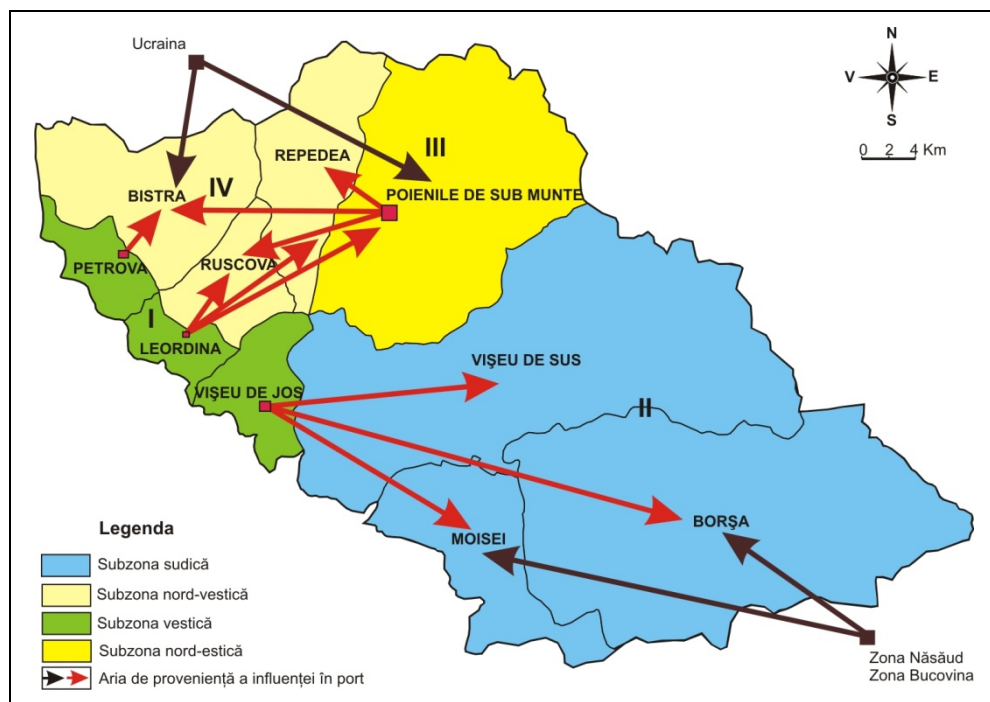 Ucraina
N
V
E
S
0 2 4 Km
REPEDEA
III
POIENILE DE SUB MUNTE
BISTRA
IV
PETROVA
RUSCOVA
I
LEORDINA
VIŞEU DE SUS
VIŞEU DE JOS
II
BORŞA
MOISEI
Legenda
Subzona sudică
Subzona nord-vestică
Subzona vestică
Subzona nord-estică
Aria de proveniență a influenței în port
Zona Năsăud
Zona Bucovina